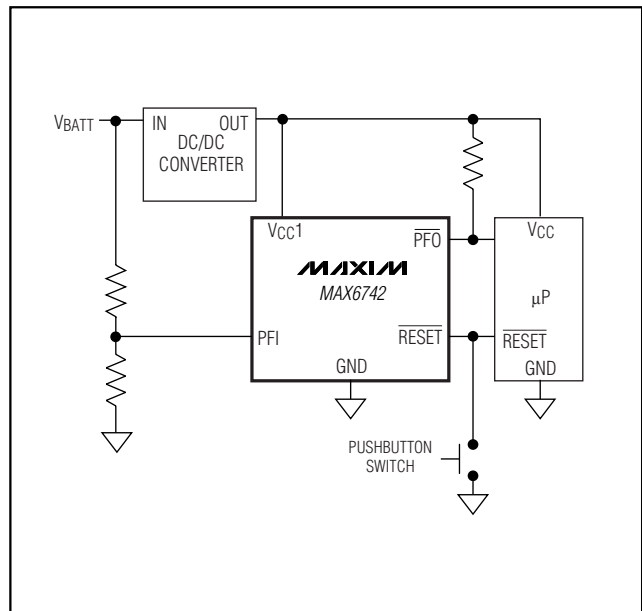 VBATT
IN OUT
DC/DC
CONVERTER
VCC1
PFO
VCC
MAXIM
MAX6742
µP
PFI
RESET
RESET
GND
GND
PUSHBUTTON
SWITCH